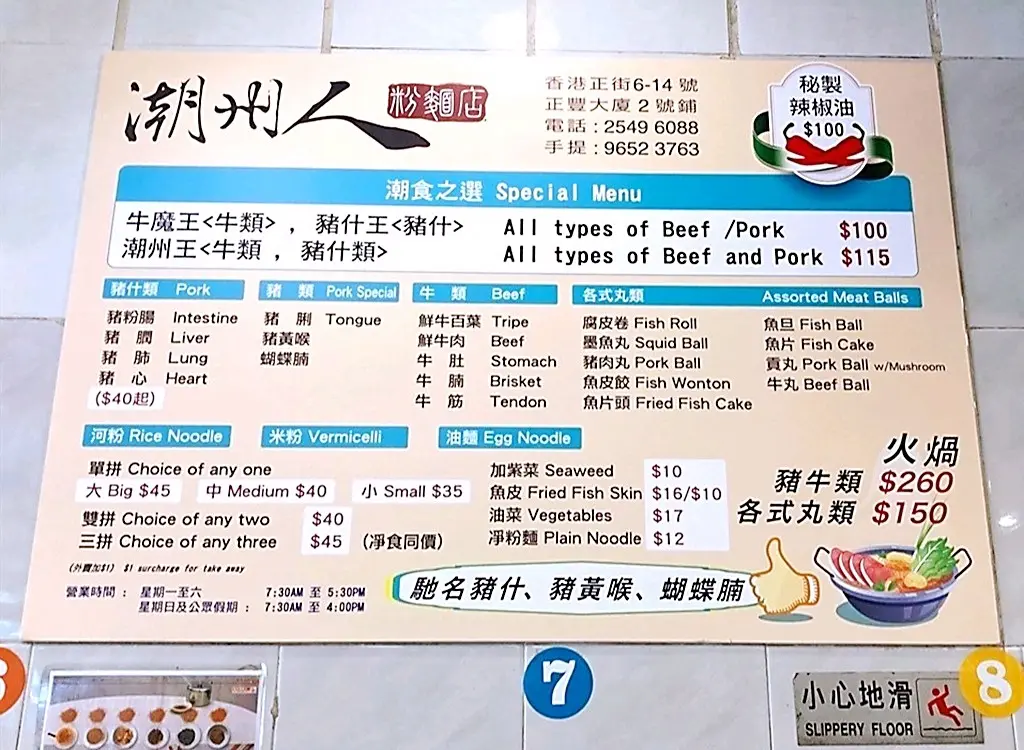 潮州人 粉麵店
香港正街6-14 號
正豐大廈 2 號鋪
電話 : 2549 6088
手提 : 9652 3763
秘製
辣椒油
$100
潮食之選 Special Menu
牛魔王<牛類> , 豬什王<豬什> All types of Beef /Pork $100
潮州王<牛類 , 豬什類> All types of Beef and Pork $115
豬什類 Pork
豬粉腸 Intestine
豬 膶 Liver
豬 肺 Lung
豬 心 Heart
($40起)
豬 類 Pork Special
豬 脷 Tongue
豬黃喉
蝴蝶腩
牛 類 Beef
鮮牛百葉 Tripe
鮮牛肉 Beef
牛 肚 Stomach
牛 腩 Brisket
牛 筋 Tendon
各式丸類 Assorted Meat Balls
腐皮卷 Fish Roll
墨魚丸 Squid Ball
豬肉丸 Pork Ball
魚皮餃 Fish Wonton
魚片頭 Fried Fish Cake
魚旦 Fish Ball
魚片 Fish Cake
貢丸 Pork Ball w/Mushroom
牛丸 Beef Ball
河粉 Rice Noodle
米粉 Vermicelli
油麵 Egg Noodle
單拼 Choice of any one
大 Big $45 中 Medium $40 小 Small $35
雙拼 Choice of any two $40
三拼 Choice of any three $45 (凈食同價)
(外賣加$1) $1 surcharge for take away
營業時間 : 星期一至六 7:30AM 至 5:30PM
星期日及公眾假期 : 7:30AM 至 4:00PM
加紫菜 Seaweed $10
魚皮 Fried Fish Skin $16/$10
油菜 Vegetables $17
凈粉麵 Plain Noodle $12
火 煱
豬牛類 $260
各式丸類 $150
馳名豬什、豬黃喉、蝴蝶腩
7
8
小心地滑
SLIPPERY FLOOR